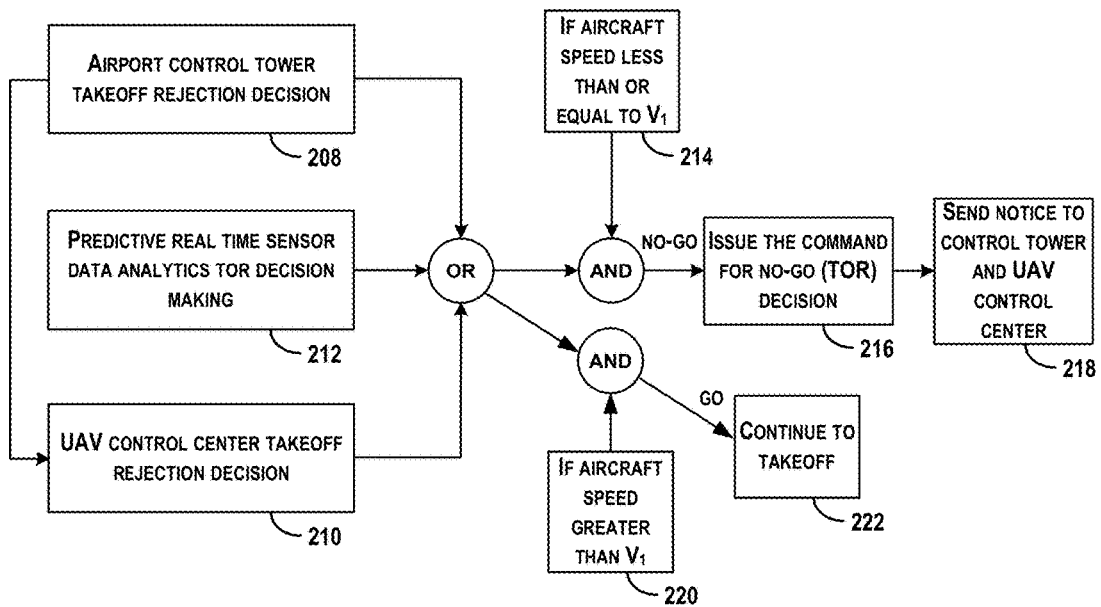 AIRPORT CONTROL TOWER
TAKEOFF REJECTION DECISION
208
PREDICTIVE REAL TIME SENSOR
DATA ANALYTICS TOR DECISION
MAKING
212
UAV CONTROL CENTER TAKEOFF
REJECTION DECISION
210
OR
IF AIRCRAFT
SPEED LESS
THAN OR
EQUAL TO V1
214
AND
NO-GO
ISSUE THE COMMAND
FOR NO-GO (TOR)
DECISION
216
SEND NOTICE TO
CONTROL TOWER
AND UAV
CONTROL
CENTER
218
AND
GO
IF AIRCRAFT
SPEED
GREATER
THAN V1
220
CONTINUE TO
TAKEOFF
222